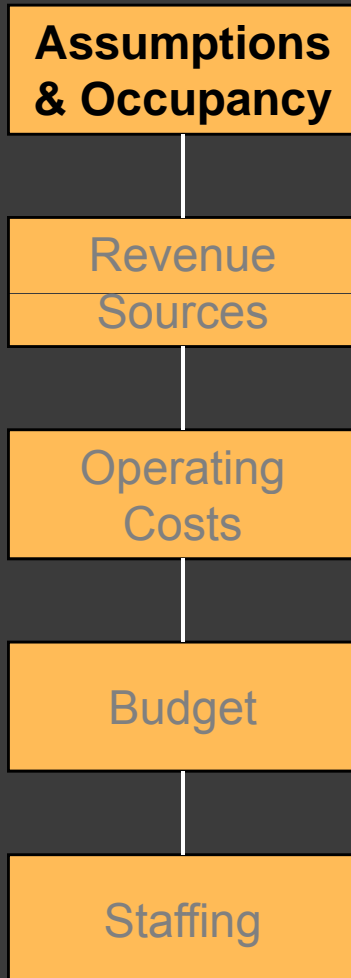 Assumptions
& Occupancy
Revenue
Sources
Operating
Costs
Budget
Staffing